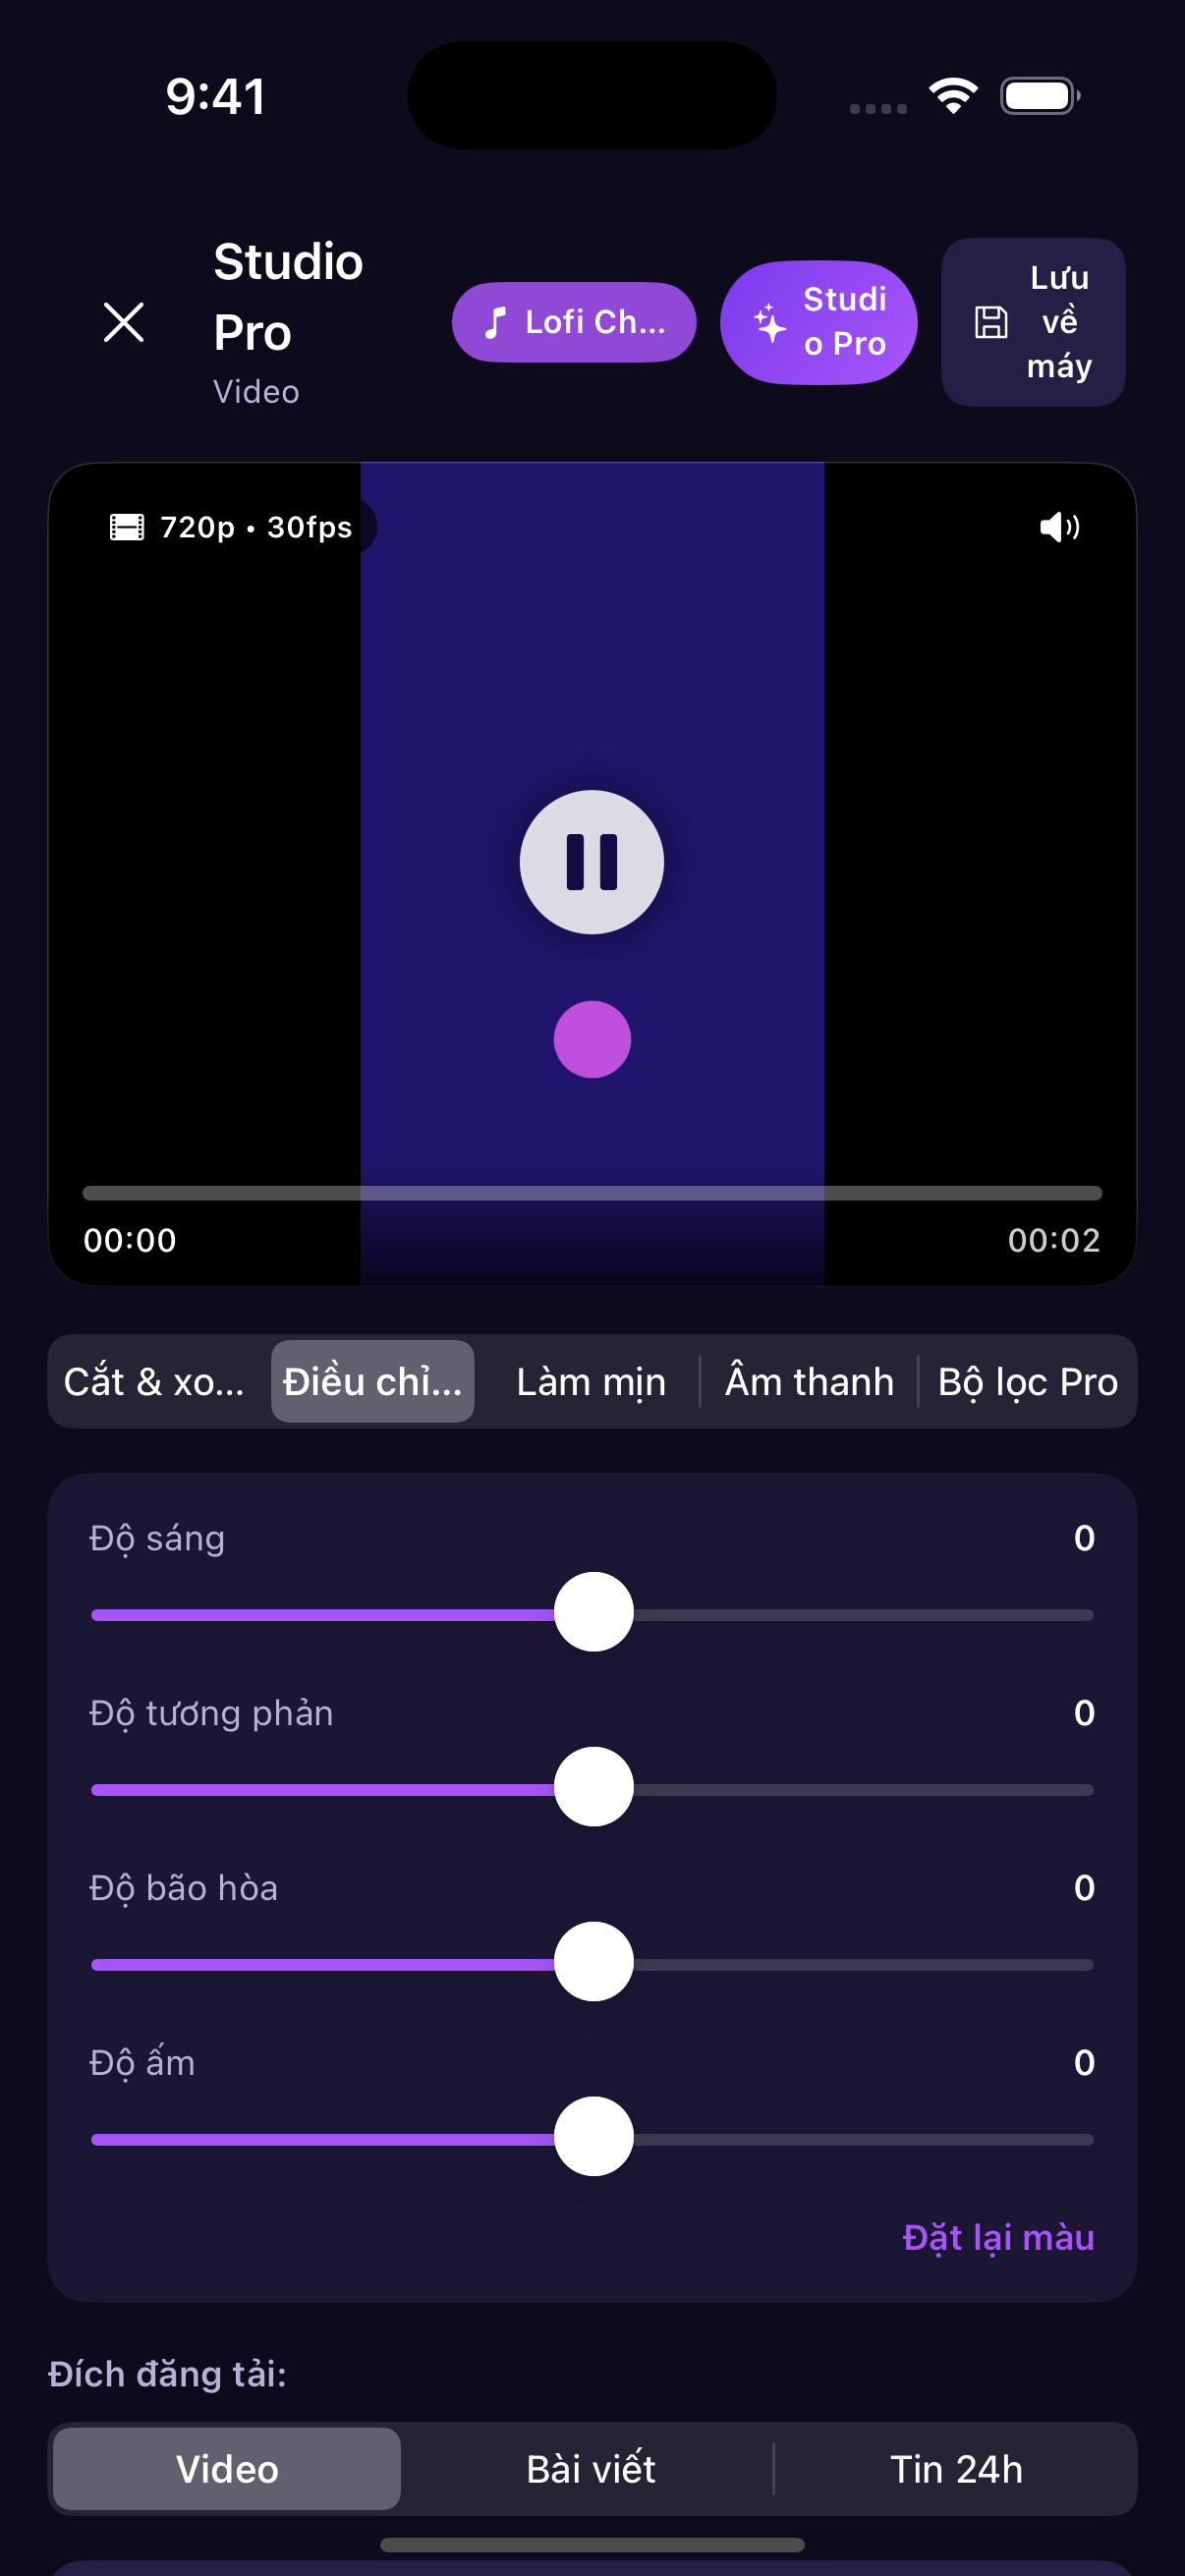 9:41
Studio
Pro
Video
Lofi Ch...
Studi
o Pro
Lưu
về
máy
720p • 30fps
00:00
00:02
Cắt & xo...
Điều chỉ...
Làm mịn
Âm thanh
Bộ lọc Pro
Độ sáng
0
Độ tương phản
0
Độ bão hòa
0
Độ ấm
0
Đặt lại màu
Đích đăng tải:
Video
Bài viết
Tin 24h